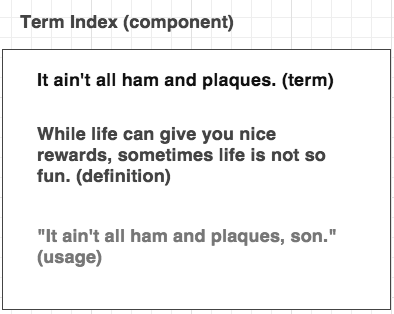 Term Index (component)
It ain't all ham and plaques. (term)
While life can give you nice
rewards, sometimes life is not so
fun. (definition)
"It ain't all ham and plaques, son."
(usage)